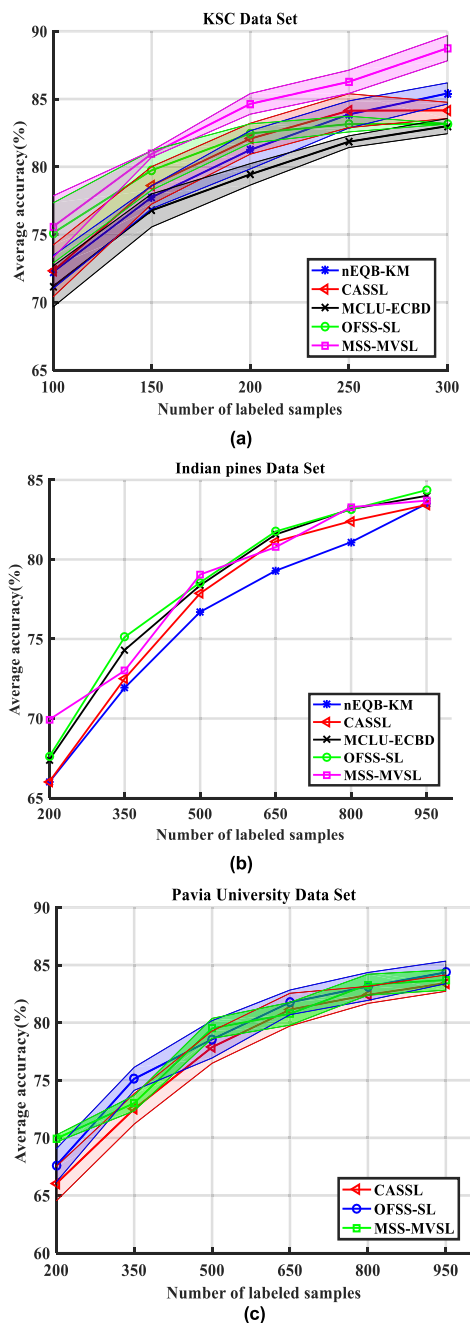 KSC Data Set
90
85
80
75
70
65
Average accuracy(%)
nEQB-KM
CASSL
MCLU-ECBD
OFSS-SL
MSS-MVSL
100 150 200 250 300
Number of labeled samples
(a)
Indian pines Data Set
85
80
75
70
65
Average accuracy(%)
nEQB-KM
CASSL
MCLU-ECBD
OFSS-SL
MSS-MVSL
200 350 500 650 800 950
Number of labeled samples
(b)
Pavia University Data Set
90
85
80
75
70
65
60
Average accuracy(%)
CASSL
OFSS-SL
MSS-MVSL
200 350 500 650 800 950
Number of labeled samples
(c)